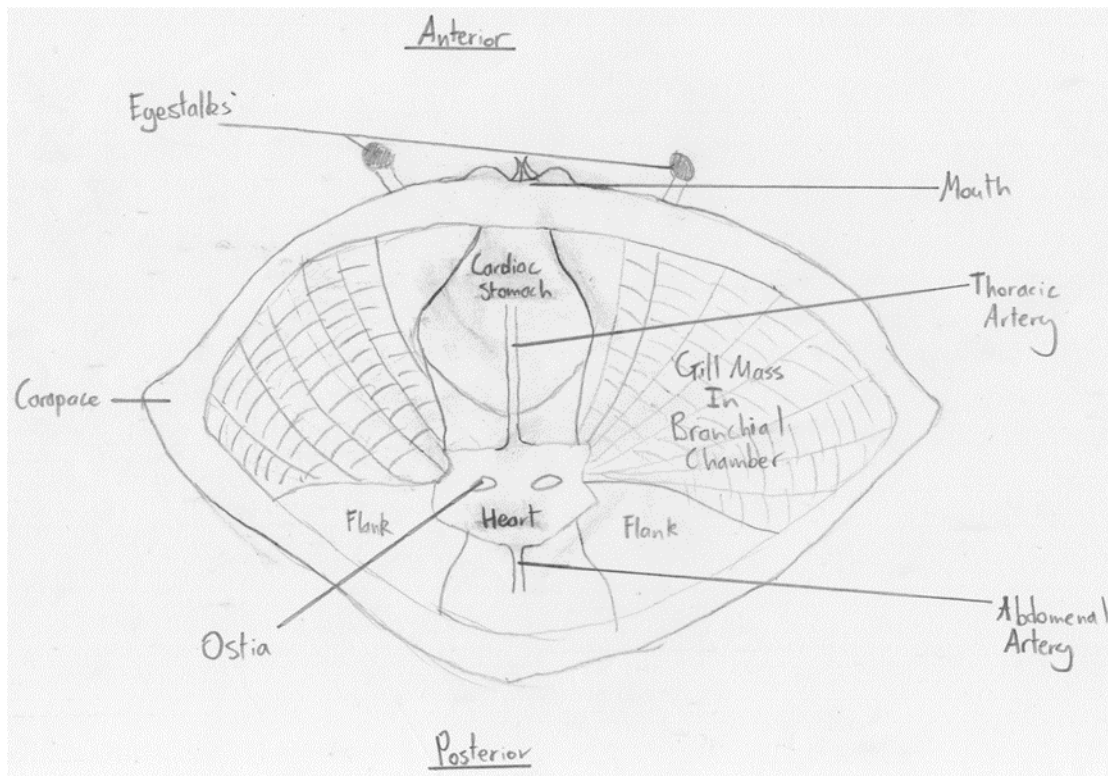 Anterior
Eyestalks
Mouth
Cardiac
Stomach
Thoracic
Artery
Carapace
Gill Mass
In
Branchial
Chamber
Flank
Heart
Flank
Ostia
Abdomenal
Artery
Posterior